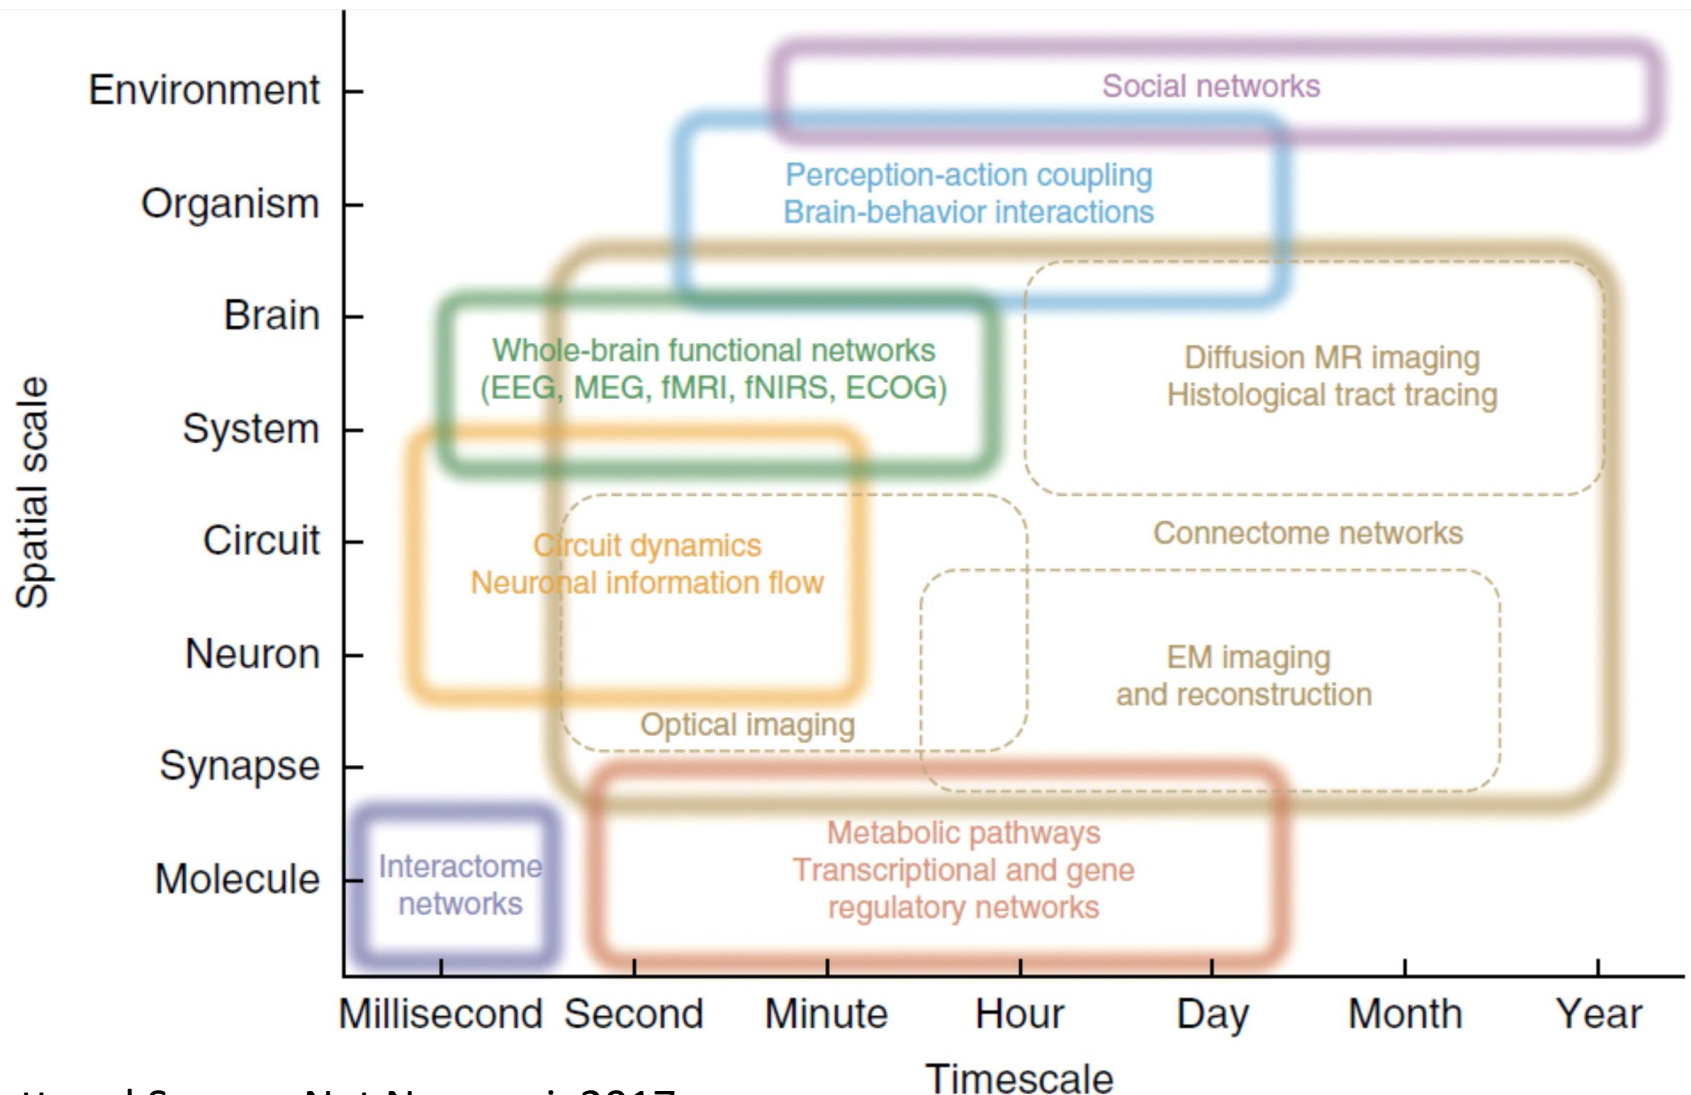 Environment
Organism
Brain
System
Circuit
Neuron
Synapse
Molecule
Spatial scale
Social networks
Perception-action coupling
Brain-behavior interactions
Whole-brain functional networks
(EEG, MEG, fMRI, fNIRS, ECOG)
Diffusion MR imaging
Histological tract tracing
Circuit dynamics
Neuronal information flow
Connectome networks
EM imaging
and reconstruction
Optical imaging
Interactome
networks
Metabolic pathways
Transcriptional and gene
regulatory networks
Millisecond
Second
Minute
Hour
Day
Month
Year
Timescale
2017